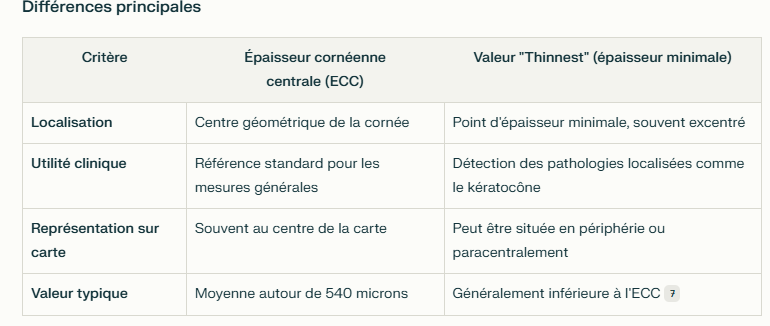 Différences principales
Critère
Épaisseur cornéenne
centrale (ECC)
Valeur "Thinnest" (épaisseur minimale)
Localisation
Centre géométrique de la cornée
Point d'épaisseur minimale, souvent excentré
Utilité clinique
Référence standard pour les
mesures générales
Détection des pathologies localisées comme
le kératocône
Représentation sur
carte
Souvent au centre de la carte
Peut être située en périphérie ou
paracentralement
Valeur typique
Moyenne autour de 540 microns
Généralement inférieure à l'ECC 7